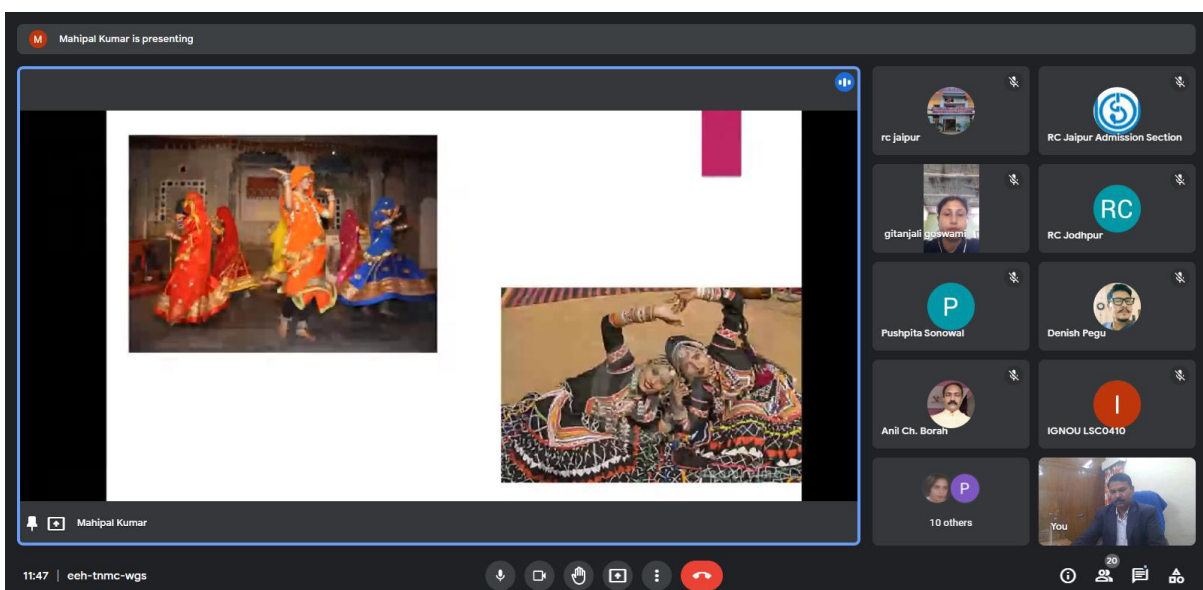 M Mahipal Kumar is presenting
rc jaipur
RC Jaipur Admission Section
gitanjali goswami
RC
RC Jodhpur
P
Pushpita Sonowal
Denish Pegu
Anil Ch. Borah
I
IGNOU LSC0410
P
10 others
You
Mahipal Kumar
11:47 | eeh-tnmc-wgs
20